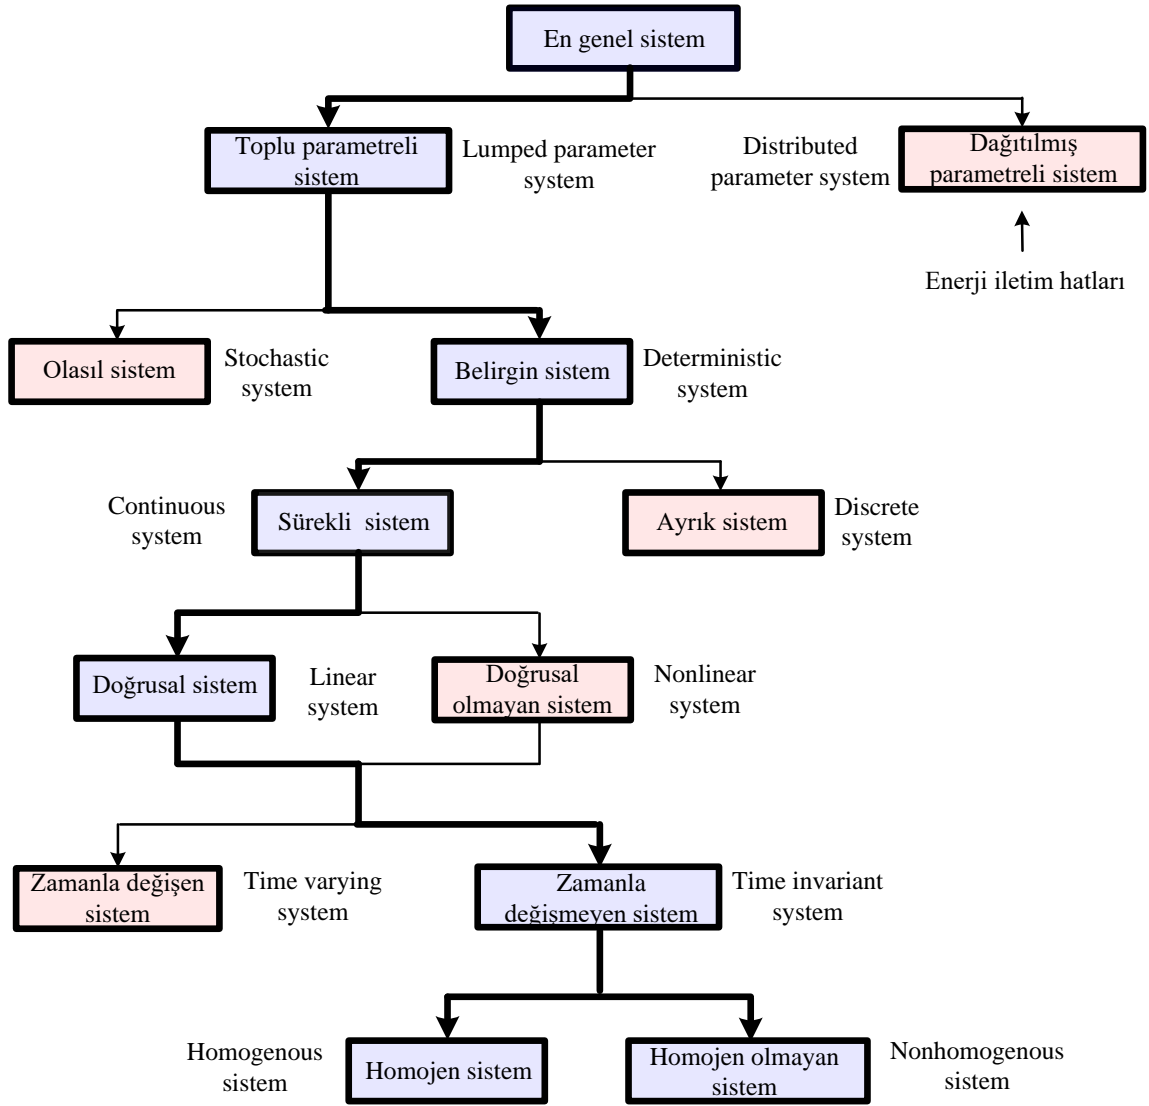 En genel sistem
Toplu parametreli
sistem
Lumped parameter
system
Distributed
parameter system
Dağıtılmış
parametreli sistem
Enerji iletim hatları
Olasıl sistem
Stochastic
system
Belirgin sistem
Deterministic
system
Continuous
system
Sürekli sistem
Ayrık sistem
Discrete
system
Doğrusal sistem
Linear
system
Doğrusal
olmayan sistem
Nonlinear
system
Zamanla değişen
sistem
Time varying
system
Zamanla
değişmeyen sistem
Time invariant
system
Homogenous
sistem
Homojen sistem
Homojen olmayan
sistem
Nonhomogenous
sistem